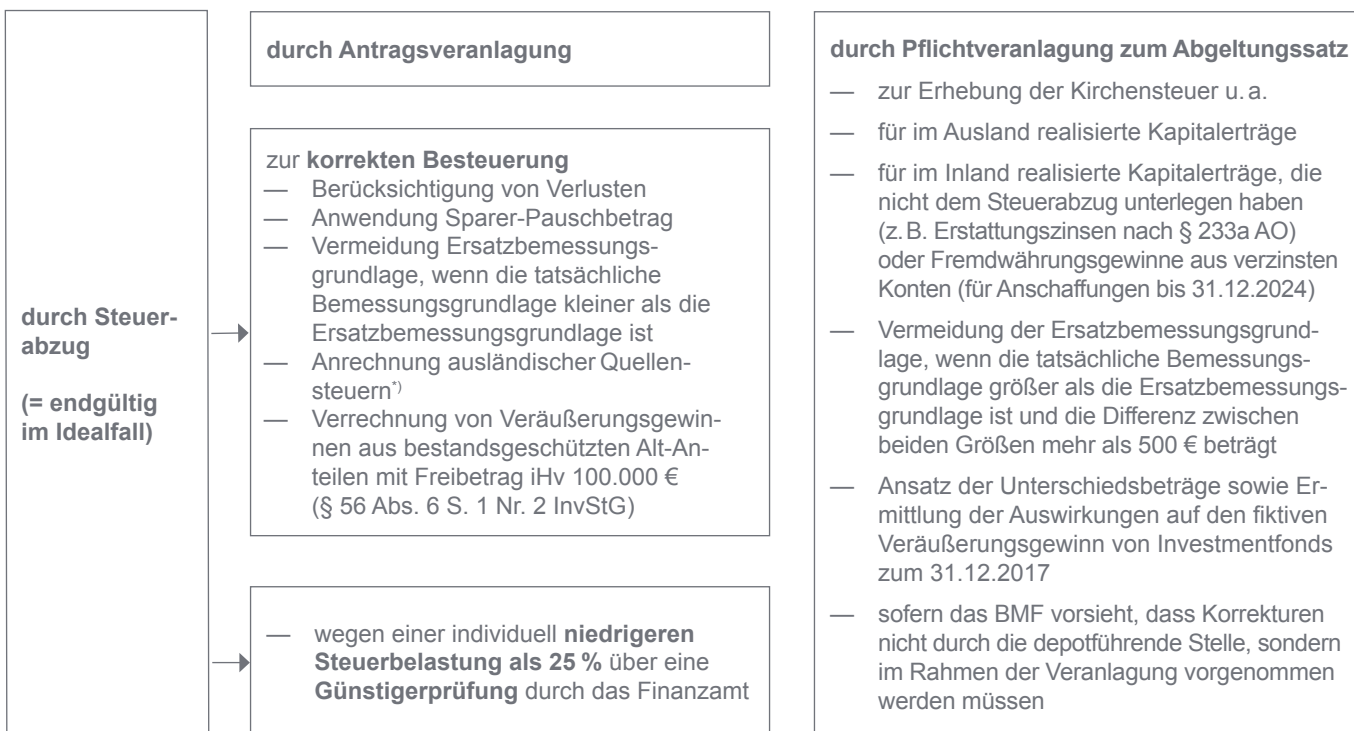 durch Steuer-
abzug
(= endgültig
im Idealfall)
durch Antragsveranlagung
zur korrekten Besteuerung
— Berücksichtigung von Verlusten
— Anwendung Sparer-Pauschbetrag
— Vermeidung Ersatzbemessungs-
grundlage, wenn die tatsächliche
Bemessungsgrundlage kleiner als die
Ersatzbemessungsgrundlage ist
— Anrechnung ausländischer Quellen-
steuern*)
— Verrechnung von Veräußerungsgewin-
nen aus bestandsgeschützten Alt-An-
teilen mit Freibetrag iHv 100.000 €
(§ 56 Abs. 6 S. 1 Nr. 2 InvStG)
— wegen einer individuell niedrigeren
Steuerbelastung als 25 % über eine
Günstigerprüfung durch das Finanzamt
durch Pflichtveranlagung zum Abgeltungssatz
— zur Erhebung der Kirchensteuer u. a.
— für im Ausland realisierte Kapitalerträge
— für im Inland realisierte Kapitalerträge, die
nicht dem Steuerabzug unterlegen haben
(z. B. Erstattungszinsen nach § 233a AO)
oder Fremdwährungsgewinne aus verzinsten
Konten (für Anschaffungen bis 31.12.2024)
— Vermeidung der Ersatzbemessungsgrund-
lage, wenn die tatsächliche Bemessungs-
grundlage größer als die Ersatzbemessungs-
grundlage ist und die Differenz zwischen
beiden Größen mehr als 500 € beträgt
— Ansatz der Unterschiedsbeträge sowie Er-
mittlung der Auswirkungen auf den fiktiven
Veräußerungsgewinn von Investmentfonds
zum 31.12.2017
— sofern das BMF vorsieht, dass Korrekturen
nicht durch die depotführende Stelle, sondern
im Rahmen der Veranlagung vorgenommen
werden müssen